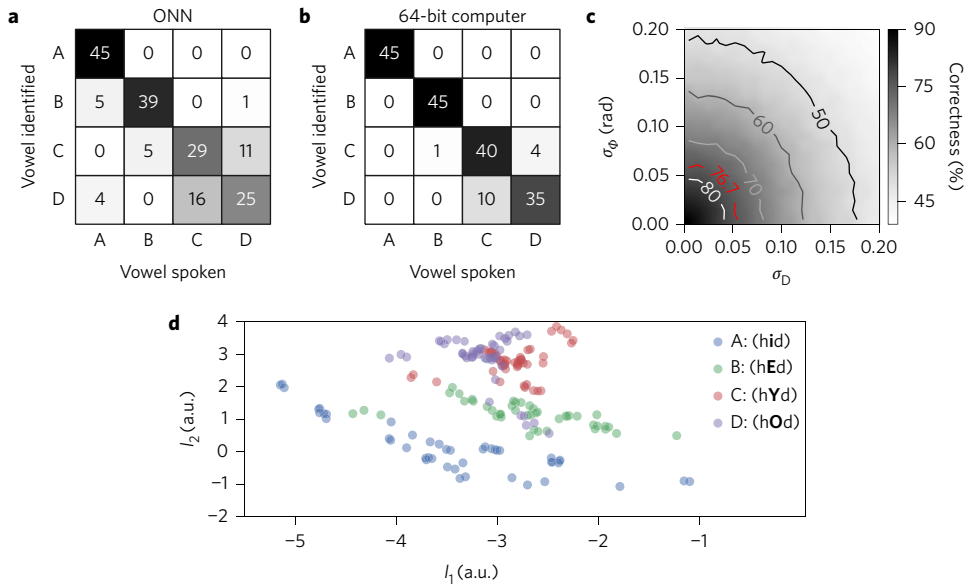 a
ONN
Vowel identified
A
45
0
0
0
B
5
39
0
1
C
0
5
29
11
D
4
0
16
25
A
B
C
D
Vowel spoken
b
64-bit computer
Vowel identified
A
45
0
0
0
B
0
45
0
0
C
0
1
40
4
D
0
0
10
35
A
B
C
D
Vowel spoken
c
σΦ (rad)
0.20
0.15
0.10
0.05
0.00
50
60
70
76.7
80
0.00
0.05
0.10
0.15
0.20
σD
90
75
60
45
Correctness (%)
d
l2 (a.u.)
4
3
2
1
0
−1
−2
A: (hid)
B: (hEd)
C: (hYd)
D: (hOd)
−5
−4
−3
−2
−1
l1 (a.u.)